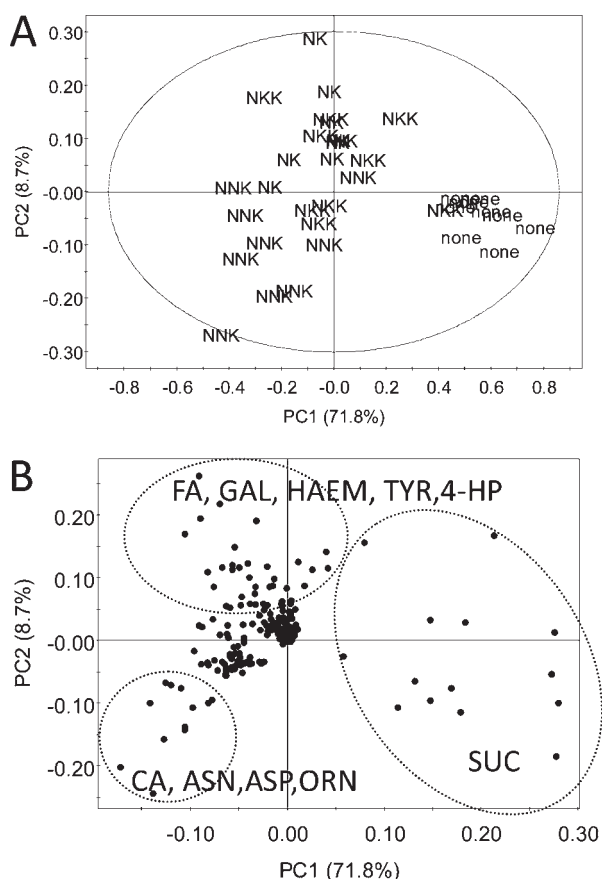 A
0.30
NK
0.20
NKK
NK
NKK
NKK
NKK
0.10
NK
NK
NKK
NNK
PC2 (8.7%)
-0.00
NNK
NK
none
none
NNK
NKK
NKK
NKK
none
none
NKK
none
-0.10
NNK
NNK
none
NNK
-0.20
NNK
NNK
NNK
-0.30
-0.8 -0.6 -0.4 -0.2 -0.0 0.2 0.4 0.6 0.8
PC1 (71.8%)
B
FA, GAL, HAEM, TYR,4-HP
0.20
0.10
PC2 (8.7%)
-0.00
-0.10
-0.20
CA, ASN,ASP,ORN
SUC
-0.10 0.00 0.10 0.20 0.30
PC1 (71.8%)